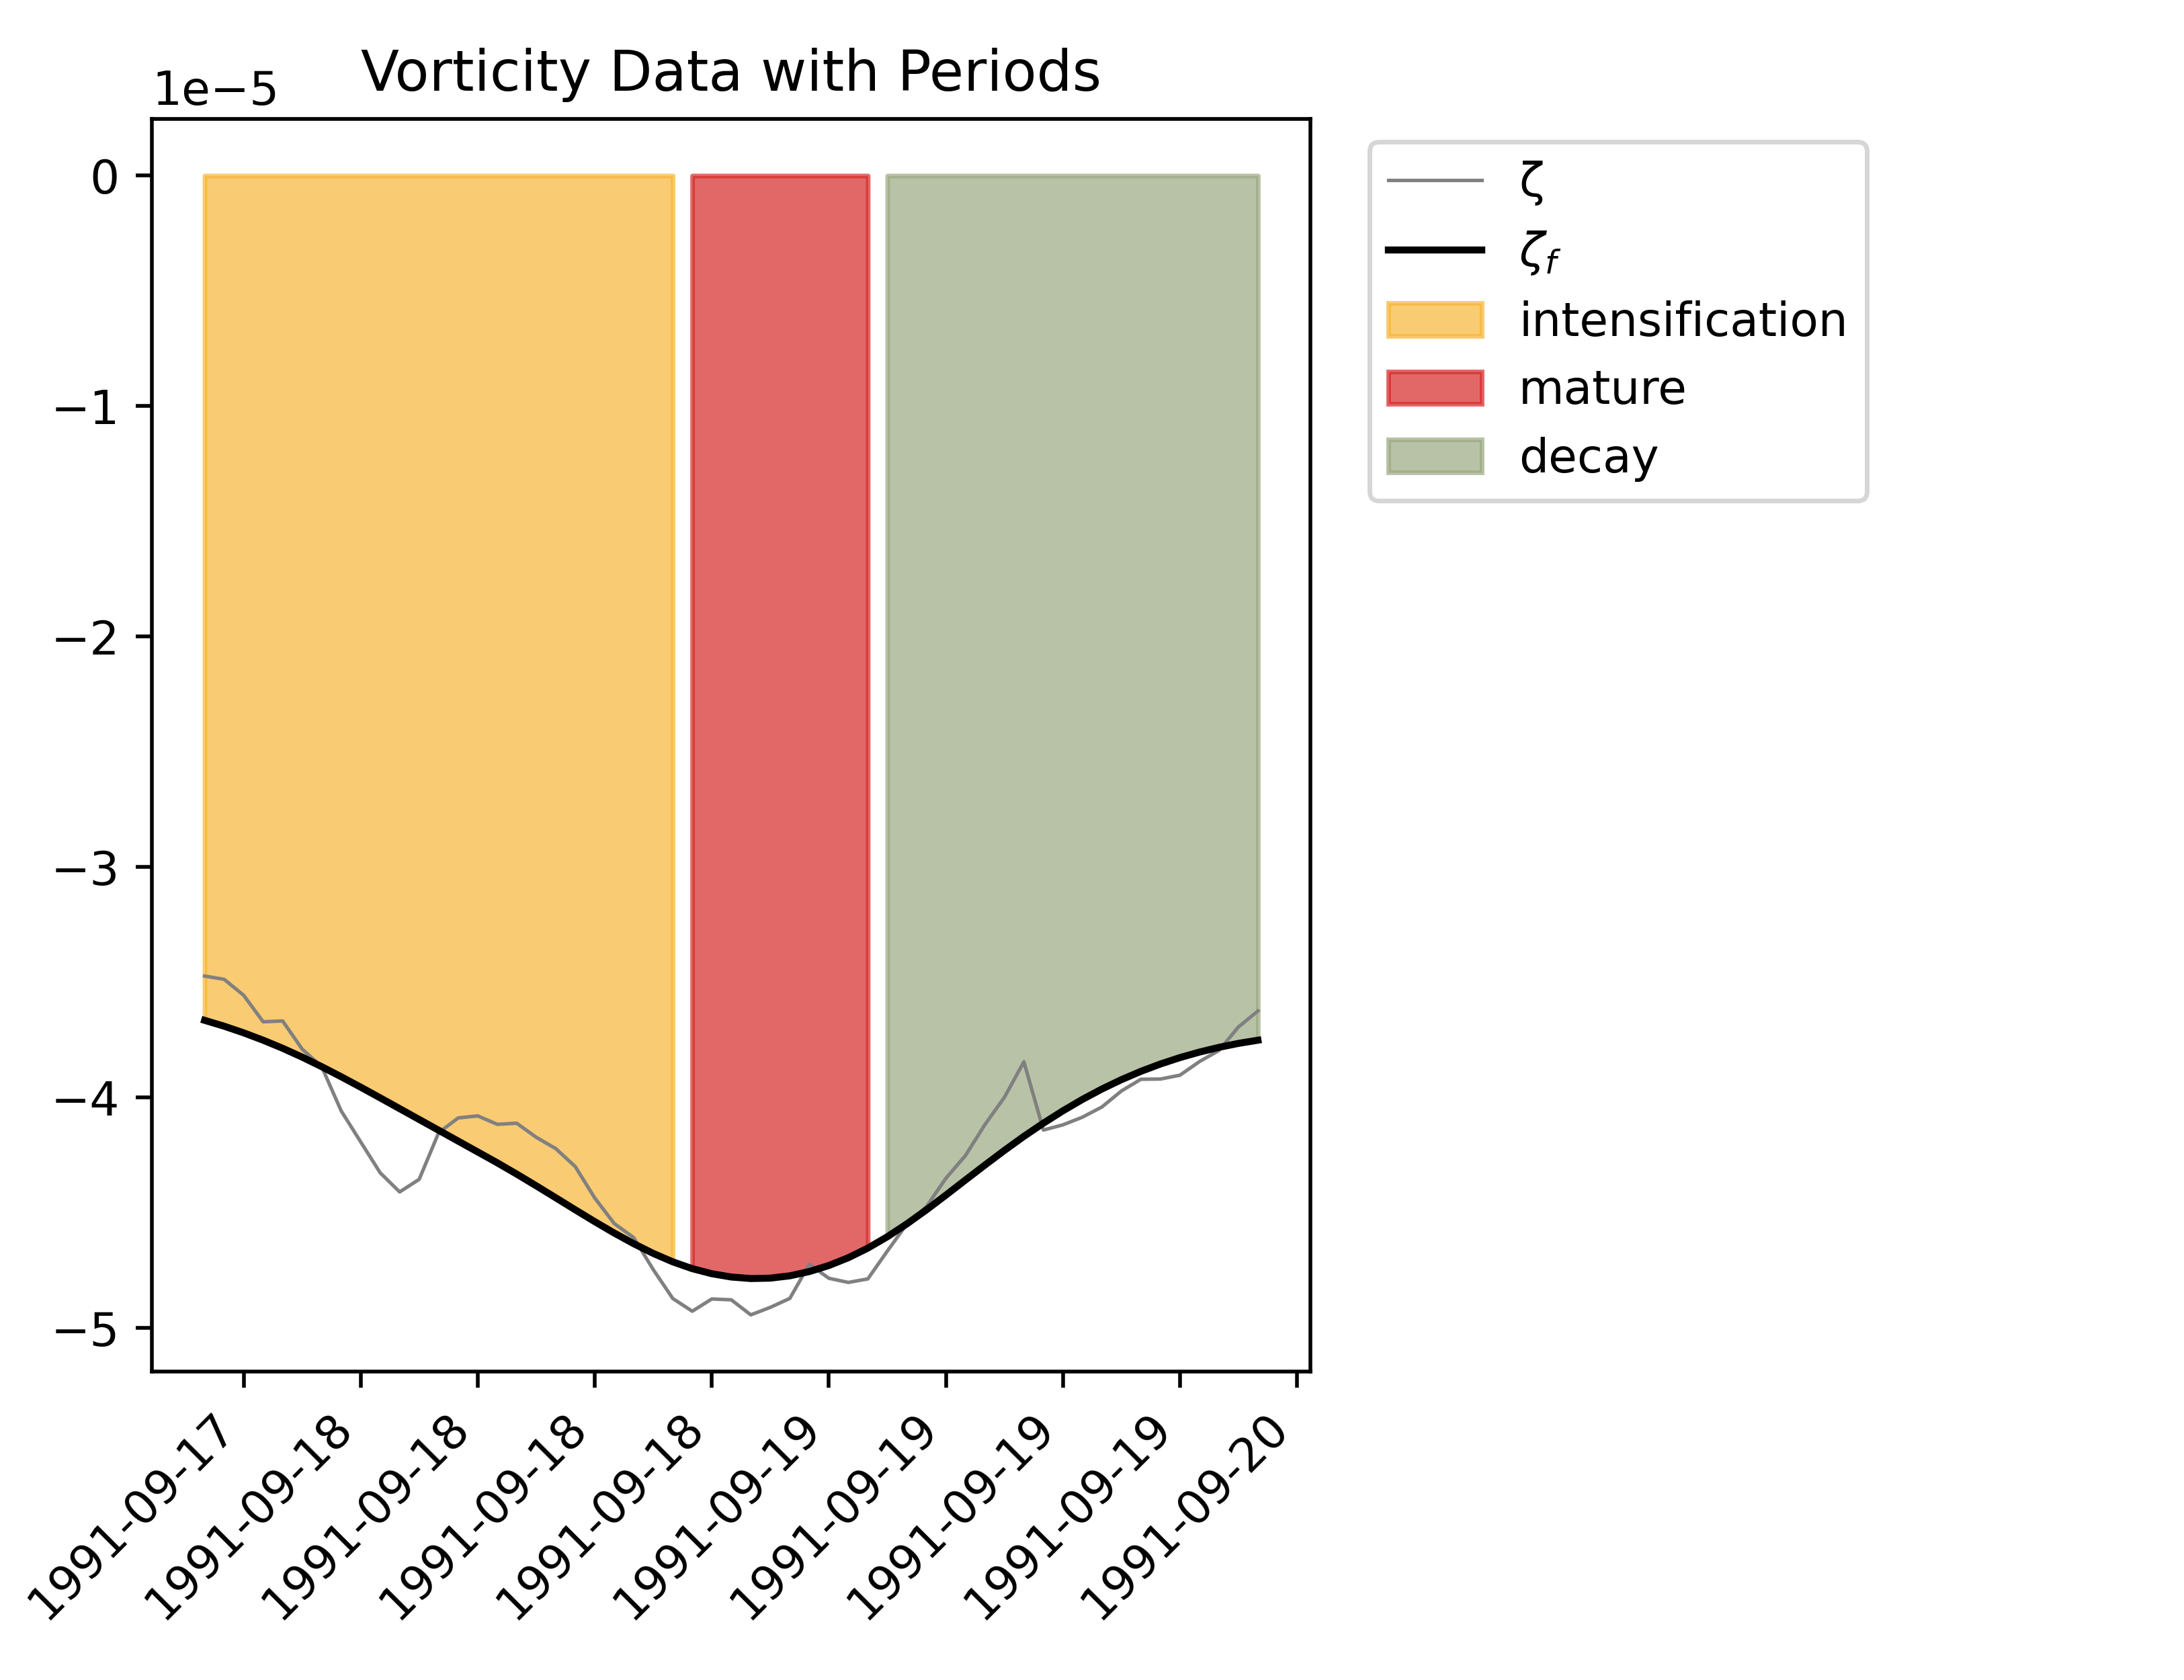 Vorticity Data with Periods
1e−5
0
−1
−2
−3
−4
−5
1991-09-17
1991-09-18
1991-09-18
1991-09-18
1991-09-18
1991-09-19
1991-09-19
1991-09-19
1991-09-19
1991-09-20
ζ
ζf
intensification
mature
decay